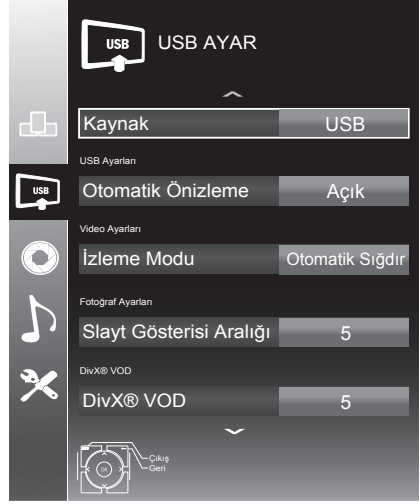 USB
USB AYAR
Kaynak
USB
USB Ayarları
Otomatik Önizleme
Açık
USB
Video Ayarları
İzleme Modu
Otomatik Sığdır
Fotoğraf Ayarları
Slayt Gösterisi Aralığı
5
DivX® VOD
DivX® VOD
5
OK
Çıkış
Geri